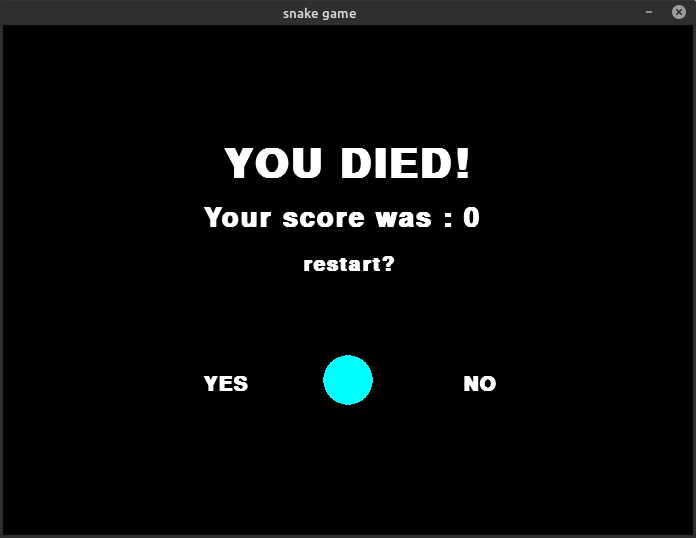 snake game
YOU DIED!
Your score was : 0
restart?
YES NO